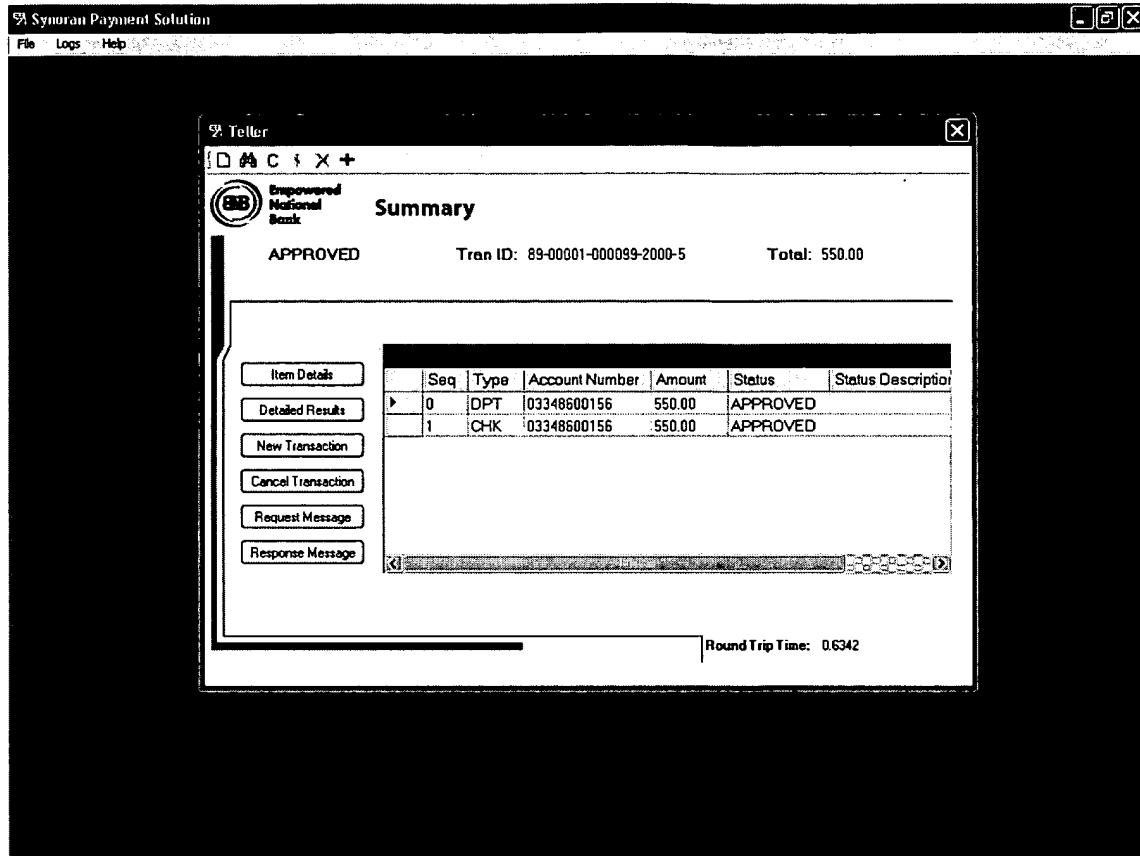 Synoran Payment Solution
File Logs Help
Teller
Empowered
National
Bank
Summary
APPROVED Tran ID: 89-00001-000099-2000-5 Total: 550.00
Item Details
Detailed Results
New Transaction
Cancel Transaction
Request Message
Response Message
Seq Type Account Number Amount Status Status Description
0 DPT 03348600156 550.00 APPROVED
1 CHK 03348600156 550.00 APPROVED
Round Trip Time: 0.6342